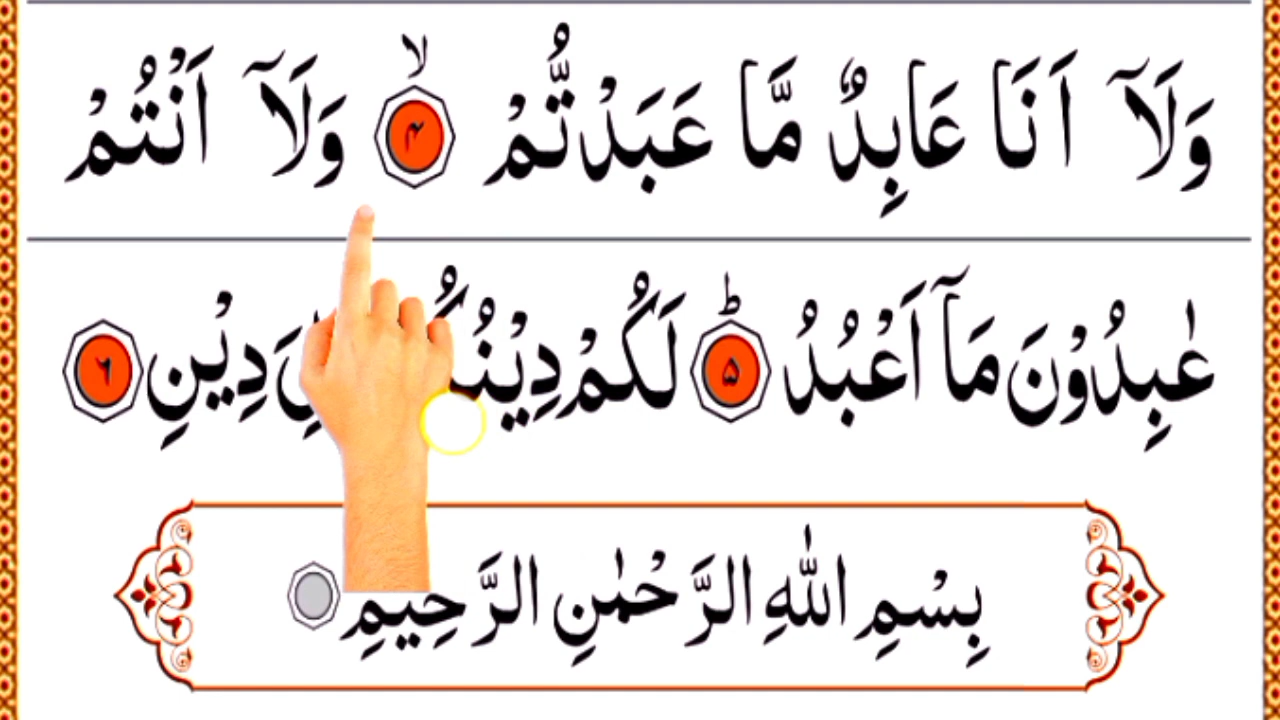 وَلَاۤ اَنَا عَابِدٌ مَّا عَبَدْتُّمْ ۙ ۴ وَلَاۤ اَنْتُمْ
عٰبِدُوْنَ مَاۤ اَعْبُدُ ؕ ۵ لَكُمْ دِيْنِ ۶
بِسْمِ اللّٰهِ الرَّحْمٰنِ الرَّحِيْمِ